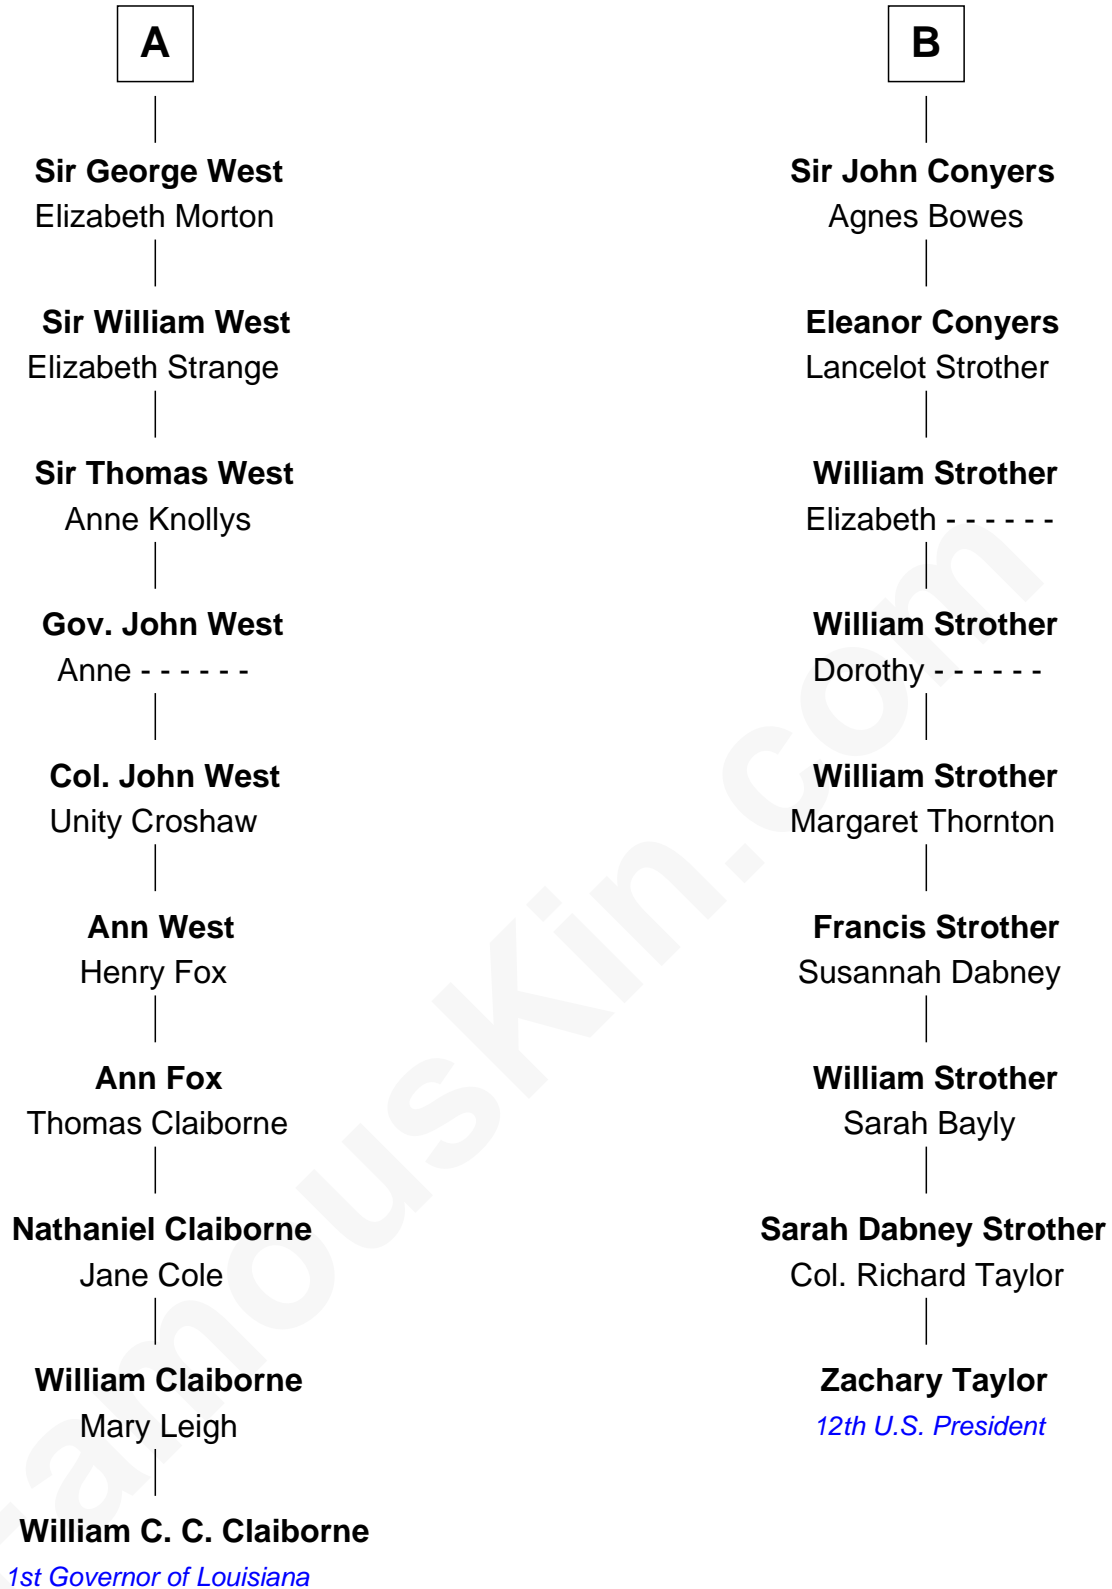 A
Sir George West
Elizabeth Morton
Sir William West
Elizabeth Strange
Sir Thomas West
Anne Knollys
Gov. John West
Anne - - - - - -
Col. John West
Unity Croshaw
Ann West
Henry Fox
Ann Fox
Thomas Claiborne
Nathaniel Claiborne
Jane Cole
William Claiborne
Mary Leigh
William C. C. Claiborne
1st Governor of Louisiana
B
Sir John Conyers
Agnes Bowes
Eleanor Conyers
Lancelot Strother
William Strother
Elizabeth - - - - - -
William Strother
Dorothy - - - - - -
William Strother
Margaret Thornton
Francis Strother
Susannah Dabney
William Strother
Sarah Bayly
Sarah Dabney Strother
Col. Richard Taylor
Zachary Taylor
12th U.S. President
FamousKin.com